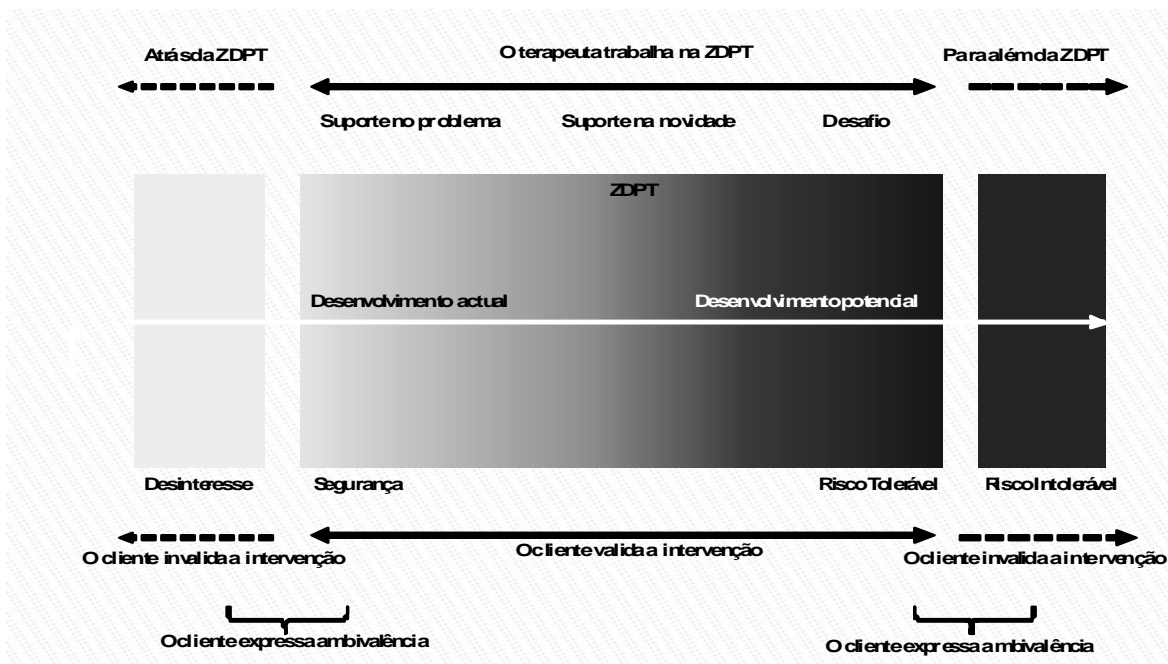 Atrás da ZDPT
O terapeuta trabalha na ZDPT
Para além da ZDPT
Suporte no problema
Suporte na novidade
Desafio
ZDPT
Desenvolvimento actual
Desenvolvimento potencial
Desinteresse
Segurança
Risco Tolerável
Risco Intolerável
O cliente invalida a intervenção
O cliente valida a intervenção
O cliente invalida a intervenção
O cliente expressa ambivalência
O cliente expressa ambivalência